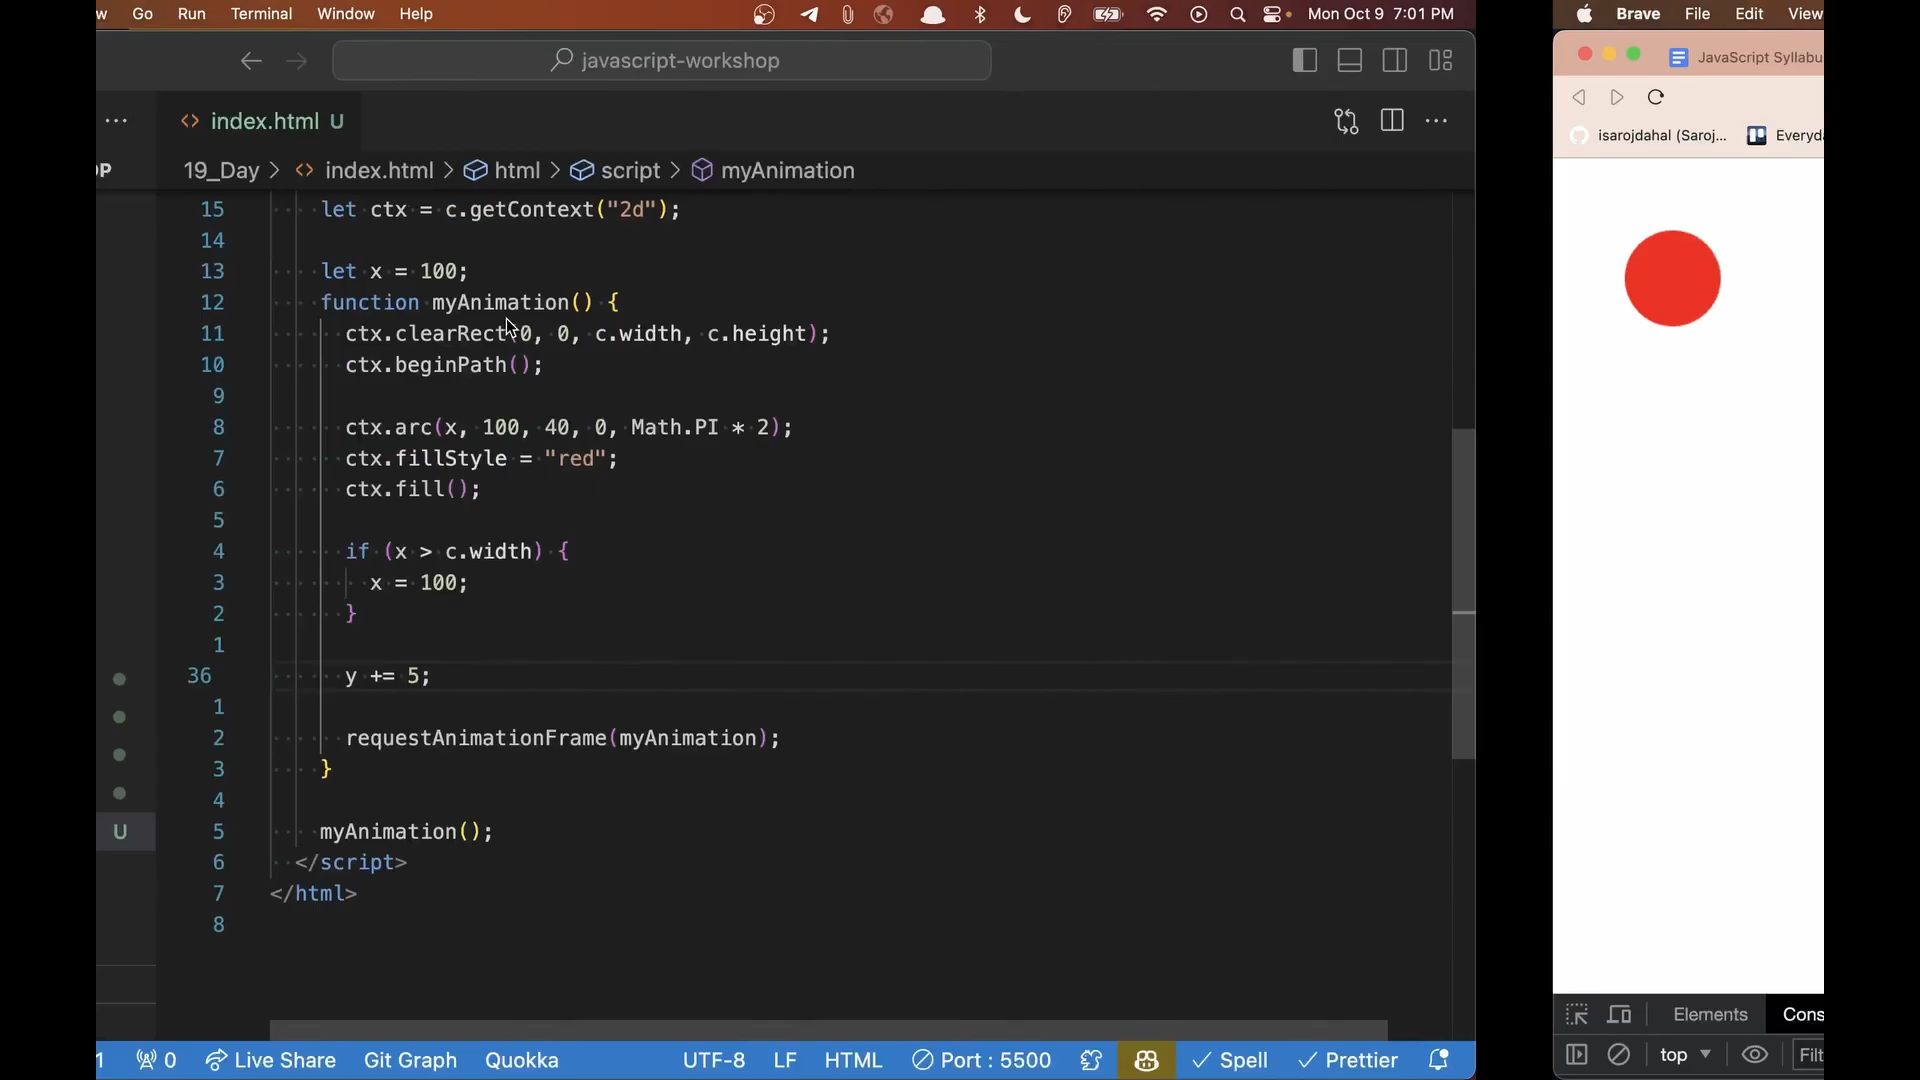 w Go Run Terminal Window Help Mon Oct 9 7:01 PM
Brave File Edit View
javascript-workshop
JavaScript Syllabu
index.html U
isarojdahal (Saroj... Everyd
OP
19_Day > index.html > html > script > myAnimation
15 let ctx = c.getContext("2d");
14
13 let x = 100;
12 function myAnimation() {
11 ctx.clearRect(0, 0, c.width, c.height);
10 ctx.beginPath();
9
8 ctx.arc(x, 100, 40, 0, Math.PI * 2);
7 ctx.fillStyle = "red";
6 ctx.fill();
5
4 if (x > c.width) {
3 x = 100;
2 }
1
36 y += 5;
1
2 requestAnimationFrame(myAnimation);
3 }
4
U
5 myAnimation();
6 </script>
7 </html>
8
Elements Cons
1 0 Live Share Git Graph Quokka UTF-8 LF HTML Port : 5500 Spell Prettier
top Filt